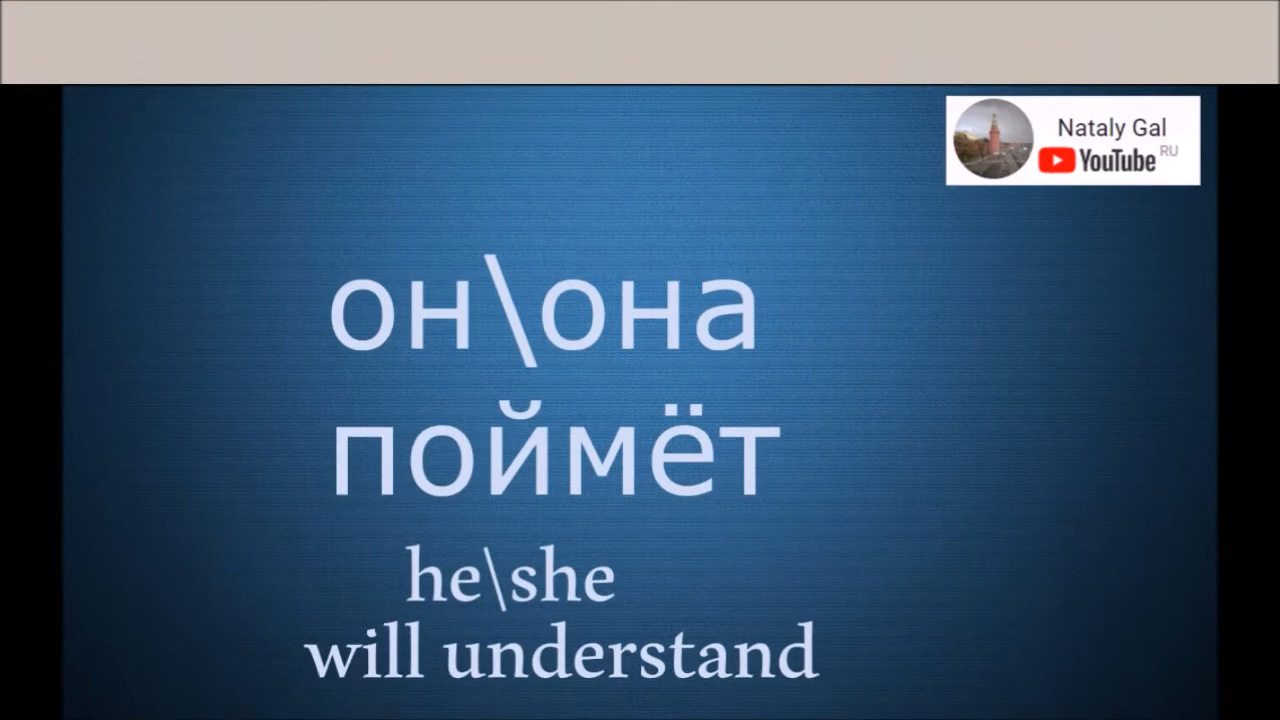 Nataly Gal
YouTube RU
он\она
поймёт
he\she
will understand